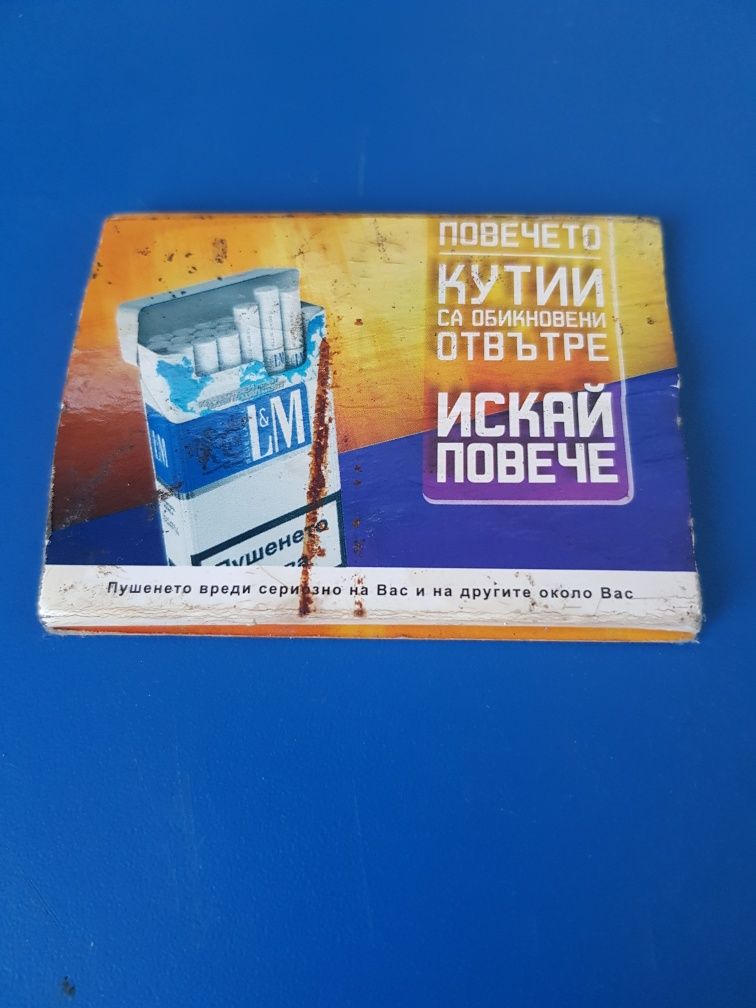 ПОВЕЧЕТО
КУТИИ
СА ОБИКНОВЕНИ
ОТВЪТРЕ
ИСКАЙ
ПОВЕЧЕ
L&M
L&M
Пушенето
Пушенето вреди сериозно на Вас и на другите около Вас